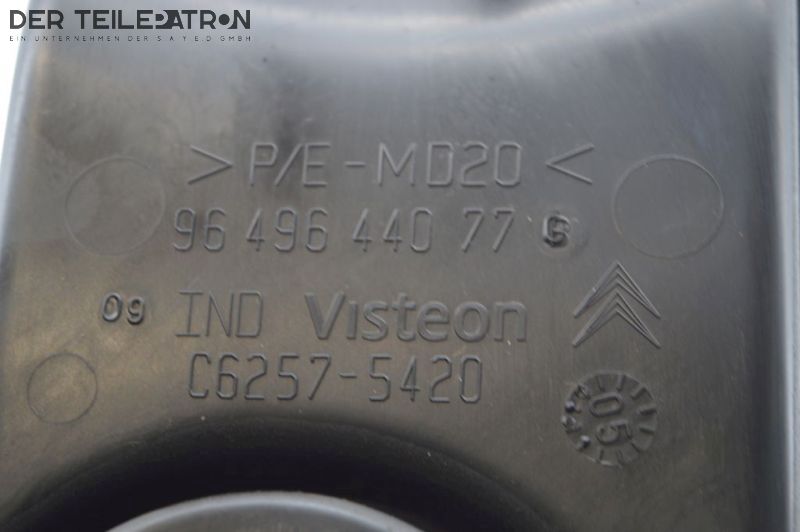 DER TEILEPATRON
EIN UNTERNEHMEN DER S A Y E.D GMBH
>P/E-MD20<
96 496 440 77 G
09 IND Visteon
C6257-5420
05